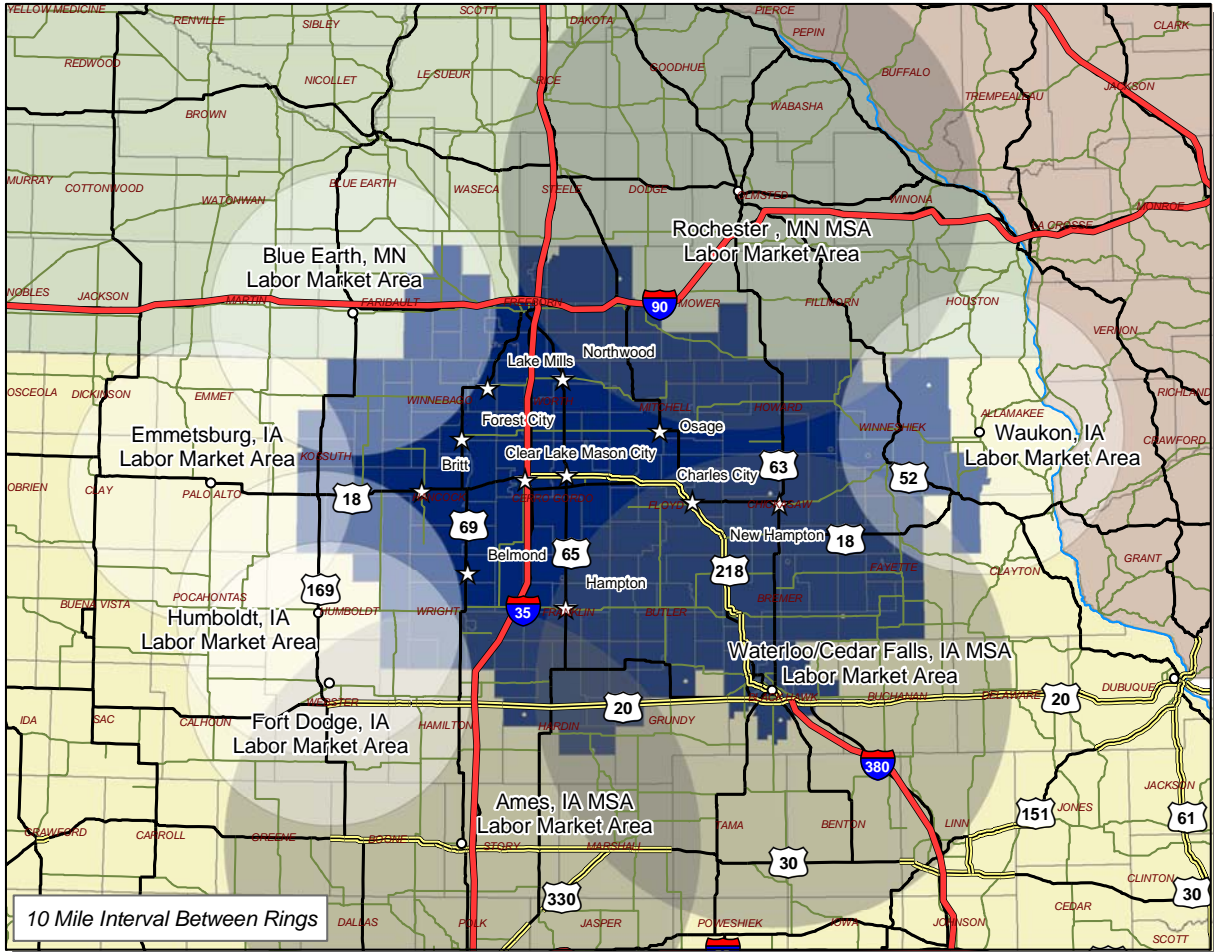 YELLOW MEDICINE
RENVILLE
SIBLEY
SCOTT
DAKOTA
PIERCE
PEPIN
CLARK
REDWOOD
NICOLLET
LE SUEUR
RICE
GOODHUE
BUFFALO
JACKSON
BROWN
WABASHA
TREMPEALEAU
MURRAY
COTTONWOOD
WATONWAN
BLUE EARTH
WASECA
STEELE
DODGE
OLMSTED
WINONA
LA CROSSE
MONROE
Blue Earth, MN
Labor Market Area
Rochester , MN MSA
Labor Market Area
NOBLES
JACKSON
MARTIN
FARIBAULT
FREEBORN
90
MOWER
FILLMORN
HOUSTON
VERNON
Lake Mills
Northwood
OSCEOLA
DICKINSON
EMMET
WINNEBAGO
MITCHELL
HOWARD
WINNESHIEK
ALLAMAKEE
RICHLAND
Forest City
Osage
Emmetsburg, IA
Labor Market Area
KOSSUTH
Britt
Clear Lake
Mason City
Charles City
63
52
Waukon, IA
Labor Market Area
CRAWFORD
OBRIEN
CLAY
PALO ALTO
18
HANCOCK
CERRO GORDO
FLOYD
CHICKASAW
69
65
Belmond
New Hampton
18
218
GRANT
FAYETTE
CLAYTON
BUENA VISTA
POCAHONTAS
169
HUMBOLDT
WRIGHT
35
Hampton
FRANKLIN
BUTLER
BREMER
Humboldt, IA
Labor Market Area
Waterloo/Cedar Falls, IA MSA
Labor Market Area
IDA
SAC
CALHOUN
WEBSTER
HAMILTON
HARDIN
20
GRUNDY
BLACK HAWK
BUCHANAN
DELAWARE
20
DUBUQUE
Fort Dodge, IA
Labor Market Area
380
Ames, IA MSA
Labor Market Area
JACKSON
JONES
151
61
CRAWFORD
CARROLL
GREENE
BOONE
STORY
MARSHALL
TAMA
BENTON
LINN
30
CLINTON
30
330
CEDAR
10 Mile Interval Between Rings
DALLAS
POLK
JASPER
POWESHIEK
IOWA
JOHNSON
SCOTT